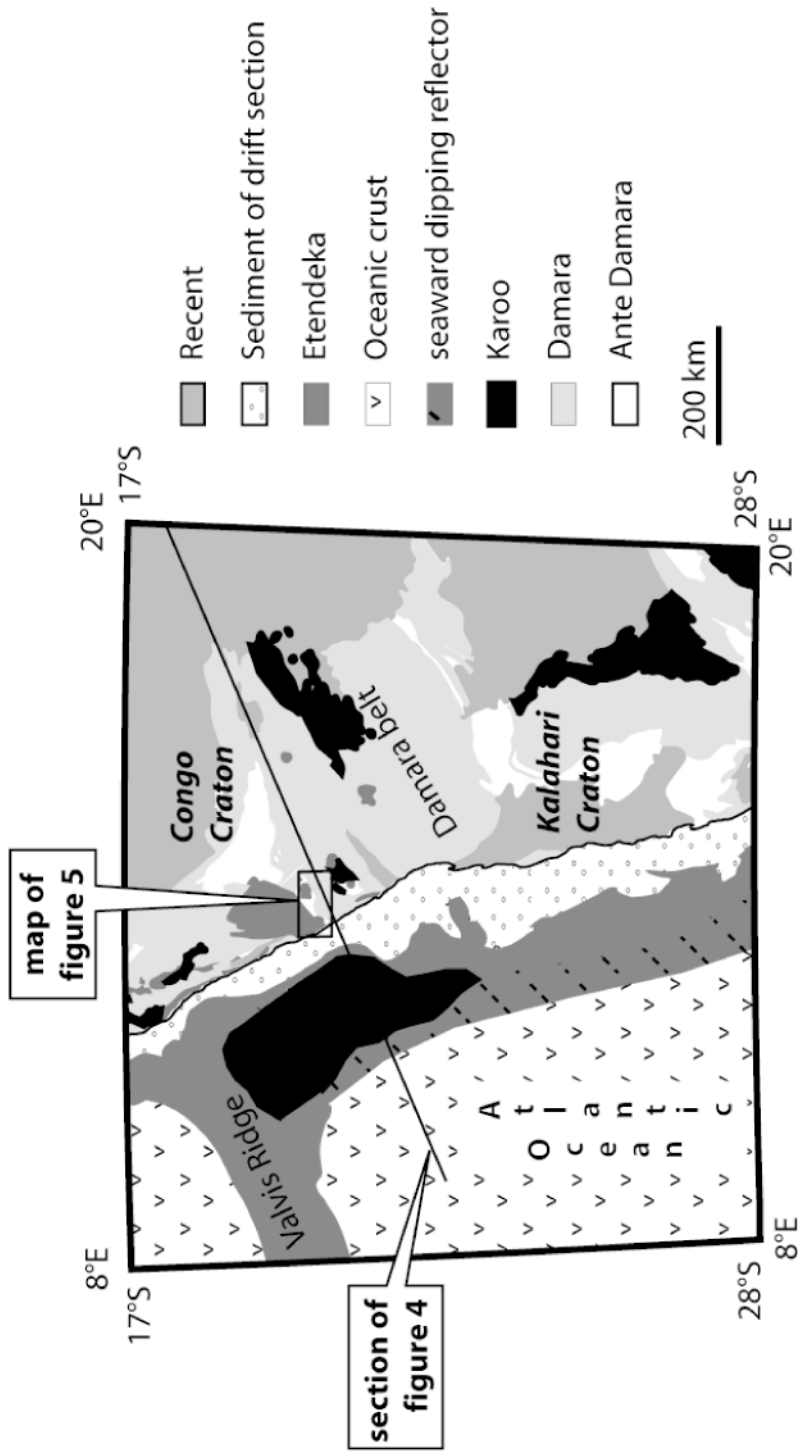 map of
figure 5
8°E
20°E
17°S
17°S
Congo
Craton
Valvis Ridge
Damara belt
Kalahari
Craton
section of
figure 4
Atlantic
Ocean
28°S
28°S
8°E
20°E
Recent
Sediment of drift section
Etendeka
Oceanic crust
seaward dipping reflector
Karoo
Damara
Ante Damara
200 km